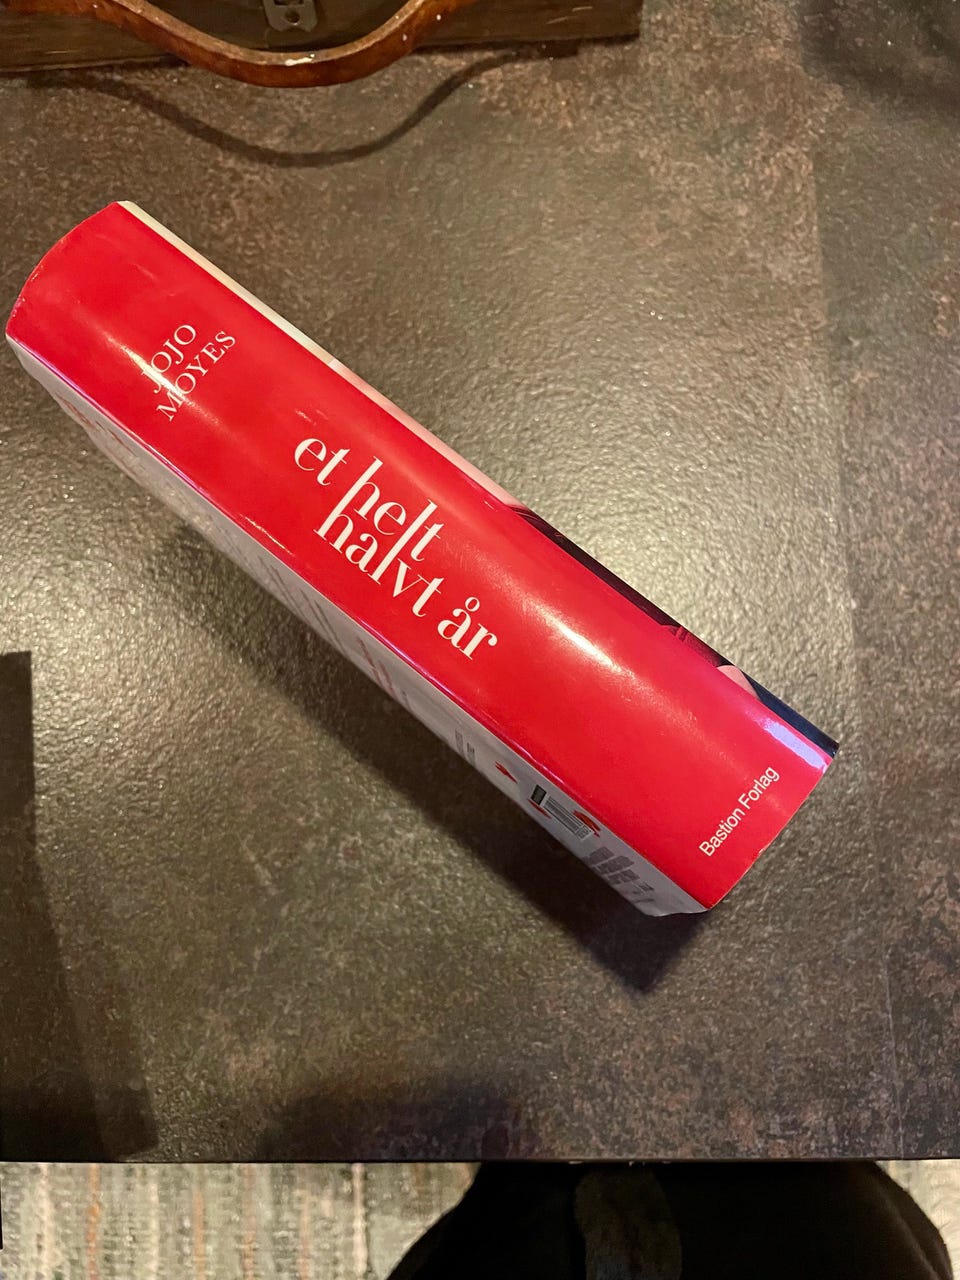 JOJO
MOYES
et helt
halvt år
Bastion Forlag